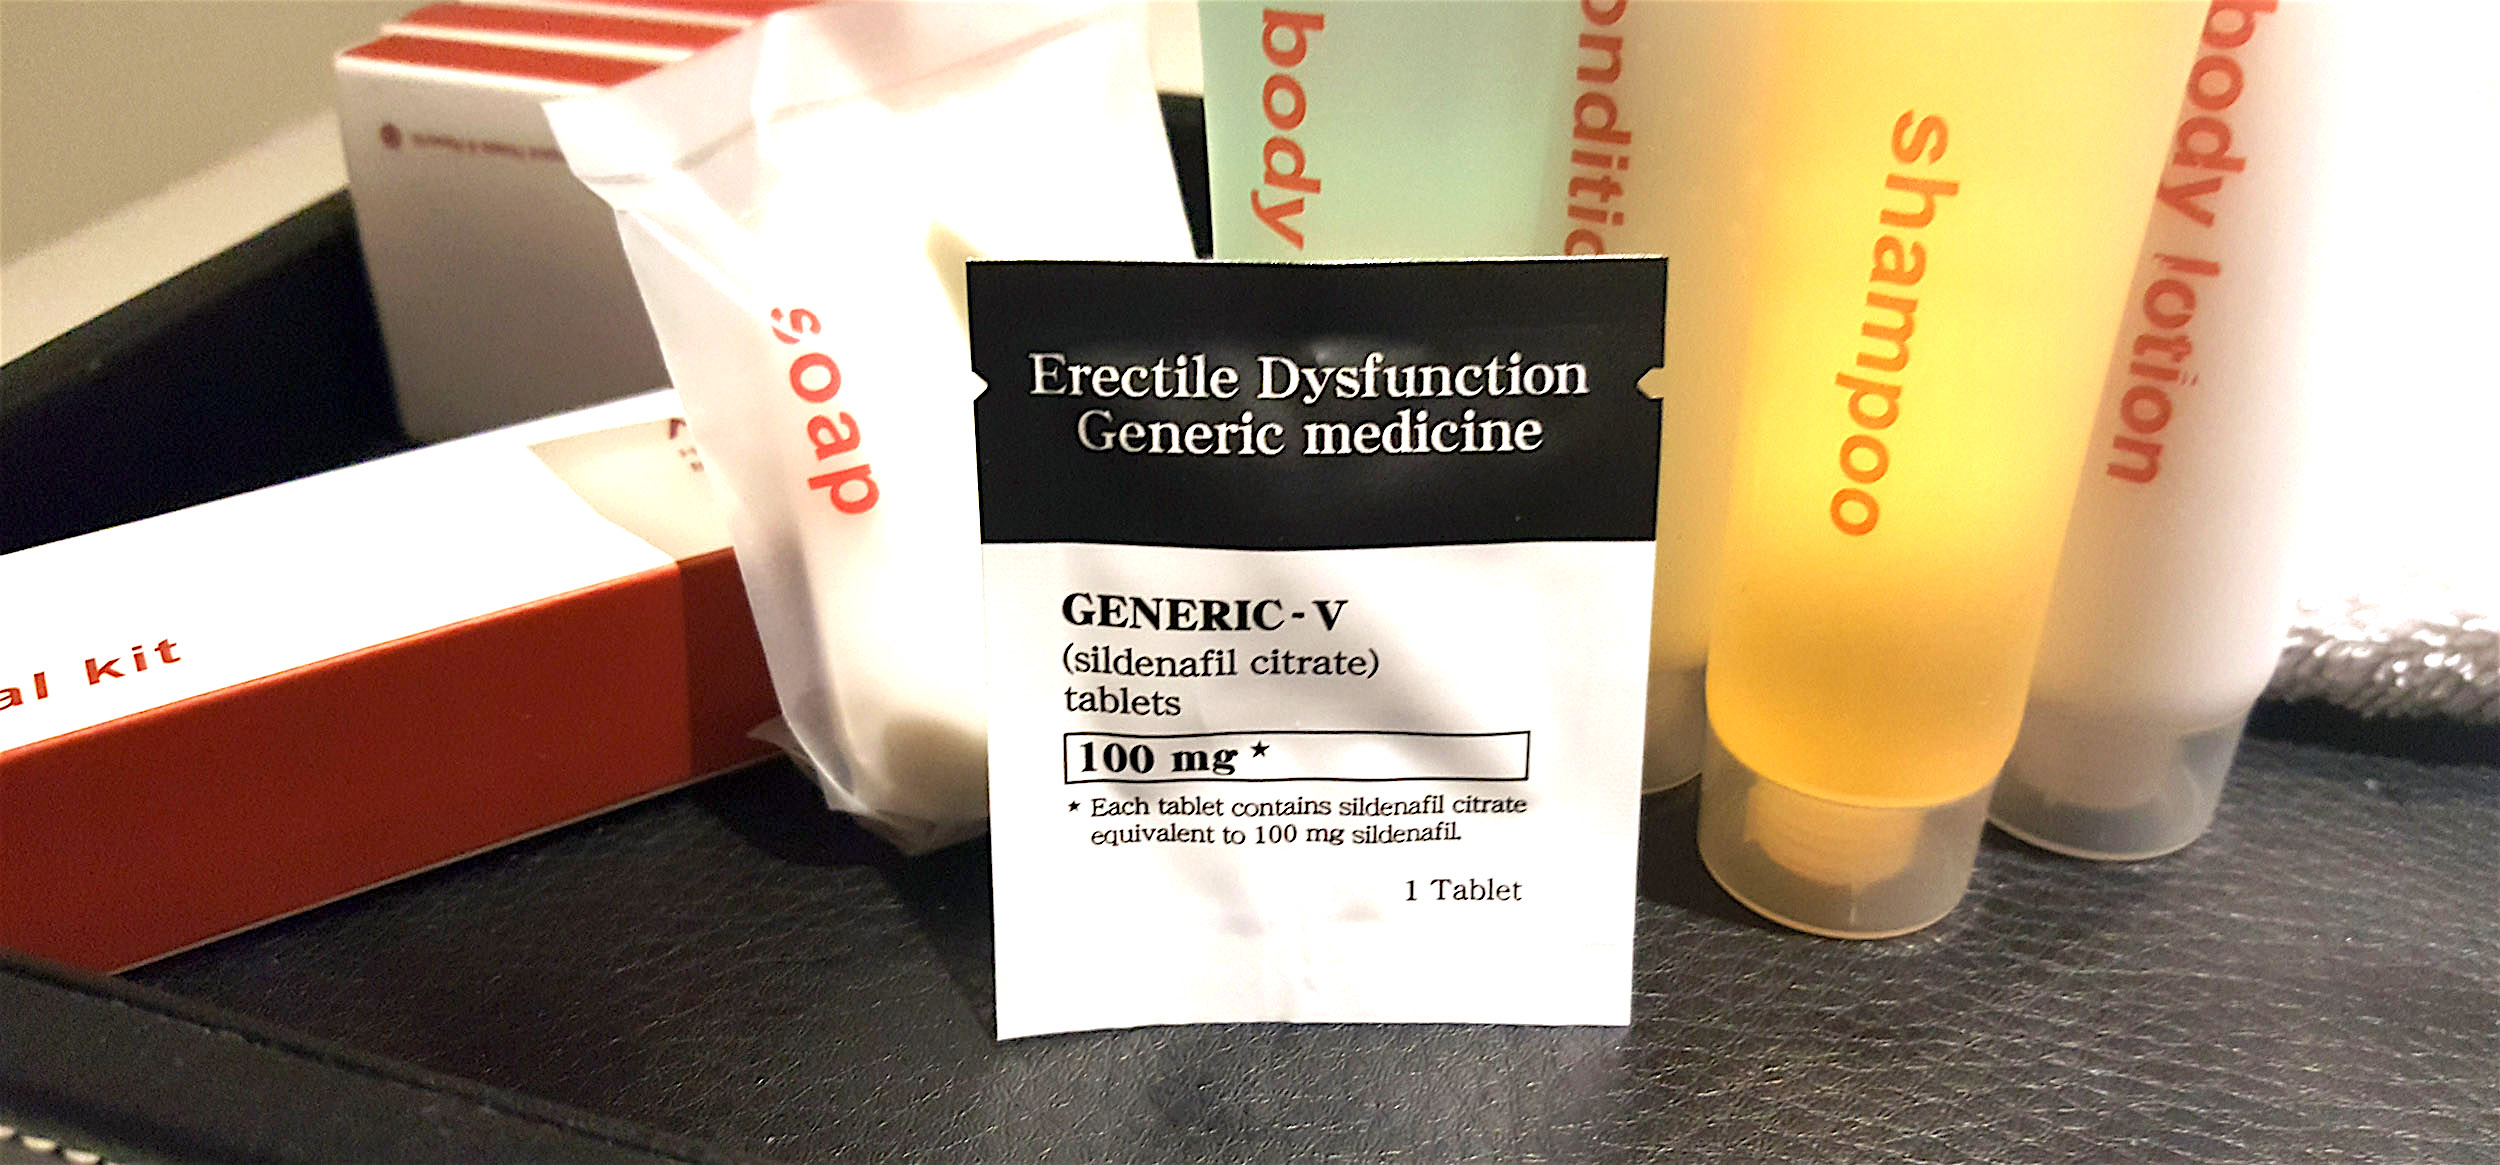 soap
body
body lotion
shampoo
kit
Erectile Dysfunction
Generic medicine
GENERIC-V
(sildenafil citrate)
tablets
100 mg ★
★ Each tablet contains sildenafil citrate
equivalent to 100 mg sildenafil.
1 Tablet